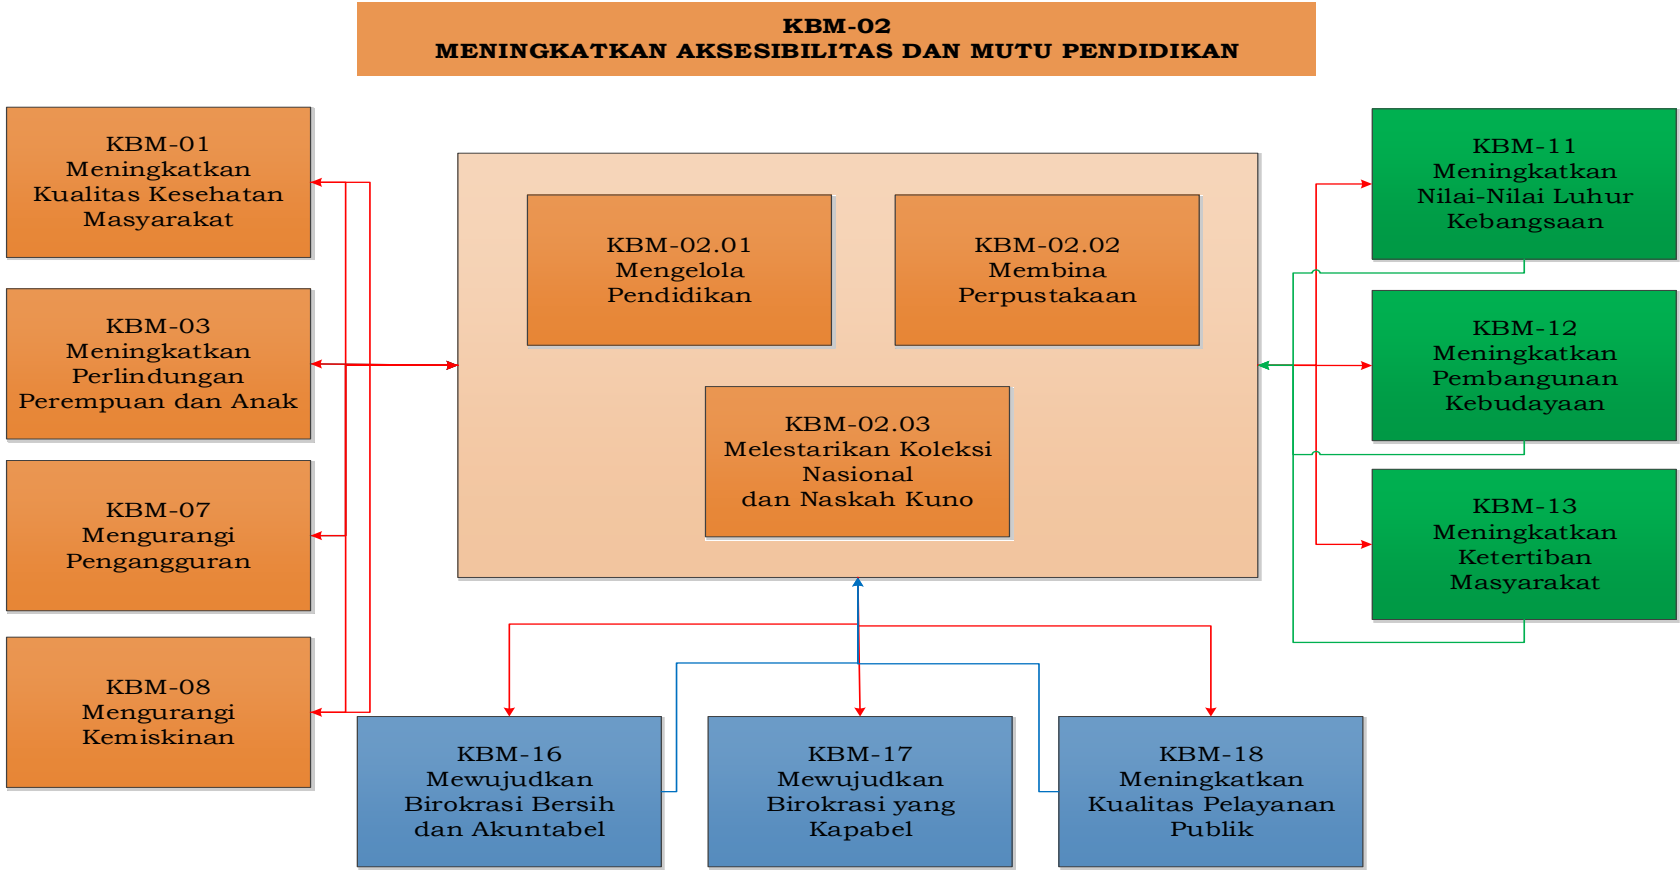 KBM-02
MENINGKATKAN AKSESIBILITAS DAN MUTU PENDIDIKAN
KBM-01
Meningkatkan
Kualitas Kesehatan
Masyarakat
KBM-03
Meningkatkan
Perlindungan
Perempuan dan Anak
KBM-07
Mengurangi
Pengangguran
KBM-08
Mengurangi
Kemiskinan
KBM-02.01
Mengelola
Pendidikan
KBM-02.02
Membina
Perpustakaan
KBM-02.03
Melestarikan Koleksi
Nasional
dan Naskah Kuno
KBM-11
Meningkatkan
Nilai-Nilai Luhur
Kebangsaan
KBM-12
Meningkatkan
Pembangunan
Kebudayaan
KBM-13
Meningkatkan
Ketertiban
Masyarakat
KBM-16
Mewujudkan
Birokrasi Bersih
dan Akuntabel
KBM-17
Mewujudkan
Birokrasi yang
Kapabel
KBM-18
Meningkatkan
Kualitas Pelayanan
Publik